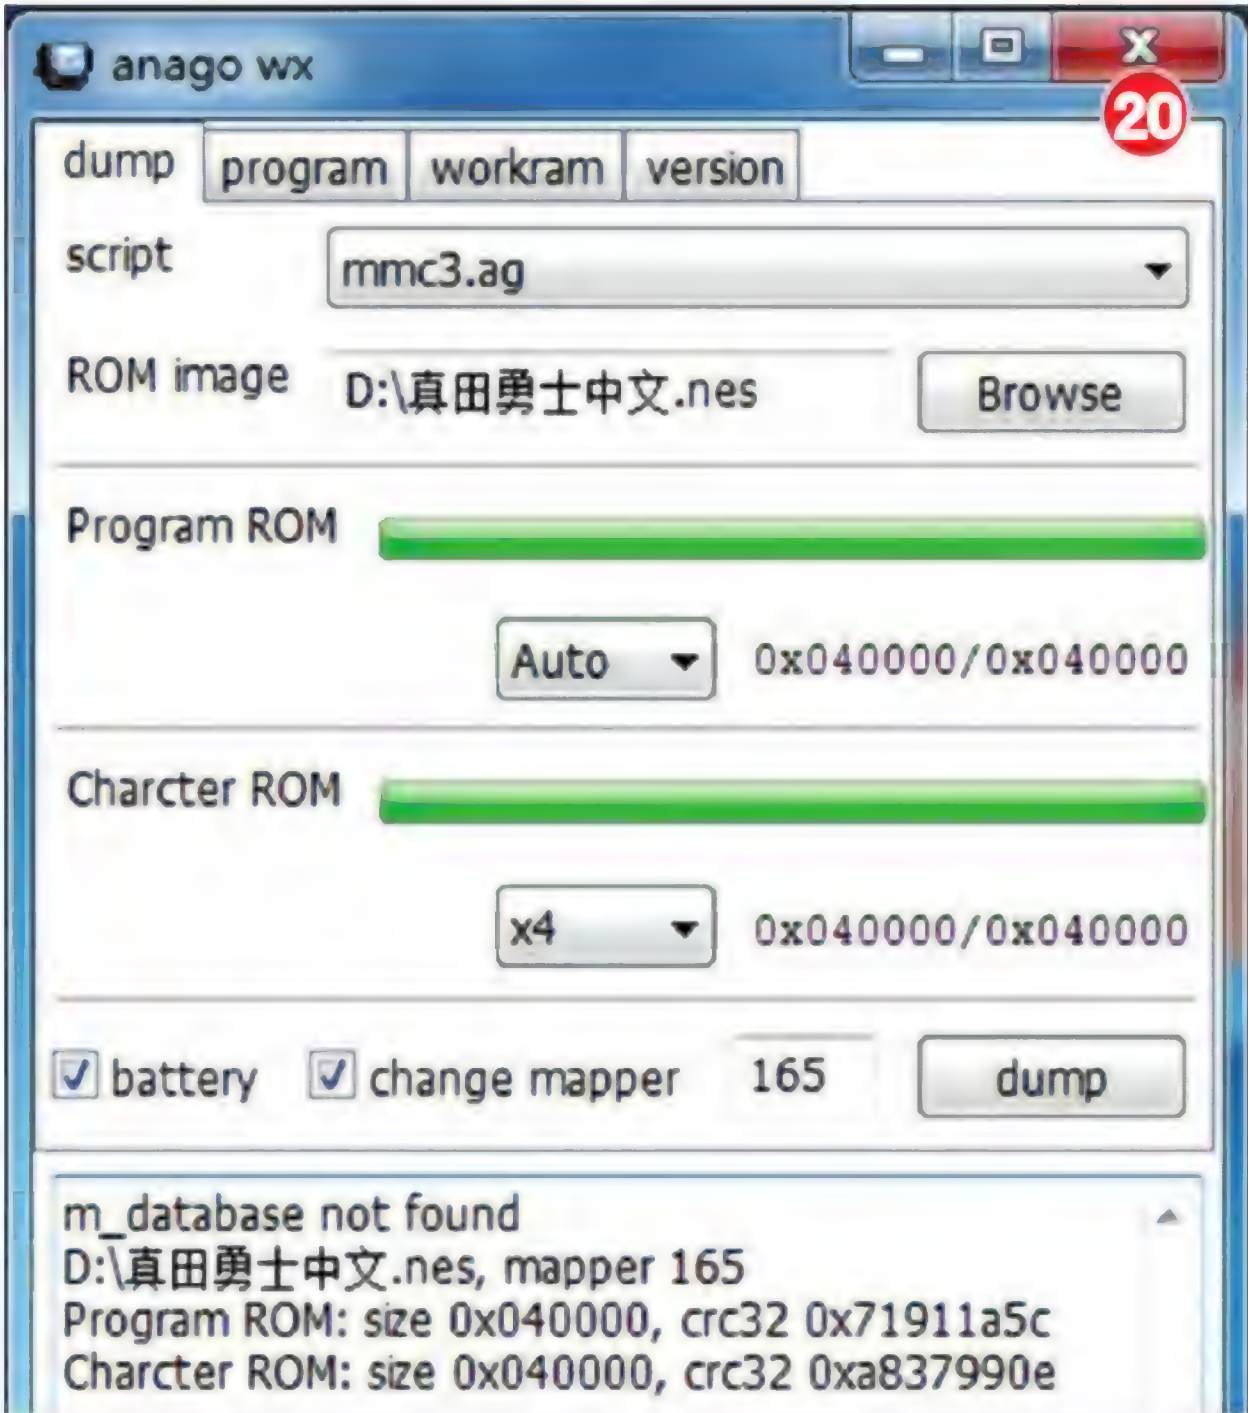 anago wx
20
dump program workram version
script mmc3.ag
ROM image D:\真田勇士中文.nes Browse
Program ROM
Auto 0x040000/0x040000
Charcter ROM
x4 0x040000/0x040000
battery change mapper 165 dump
m_database not found
D:\真田勇士中文.nes, mapper 165
Program ROM: size 0x040000, crc32 0x71911a5c
Charcter ROM: size 0x040000, crc32 0xa837990e